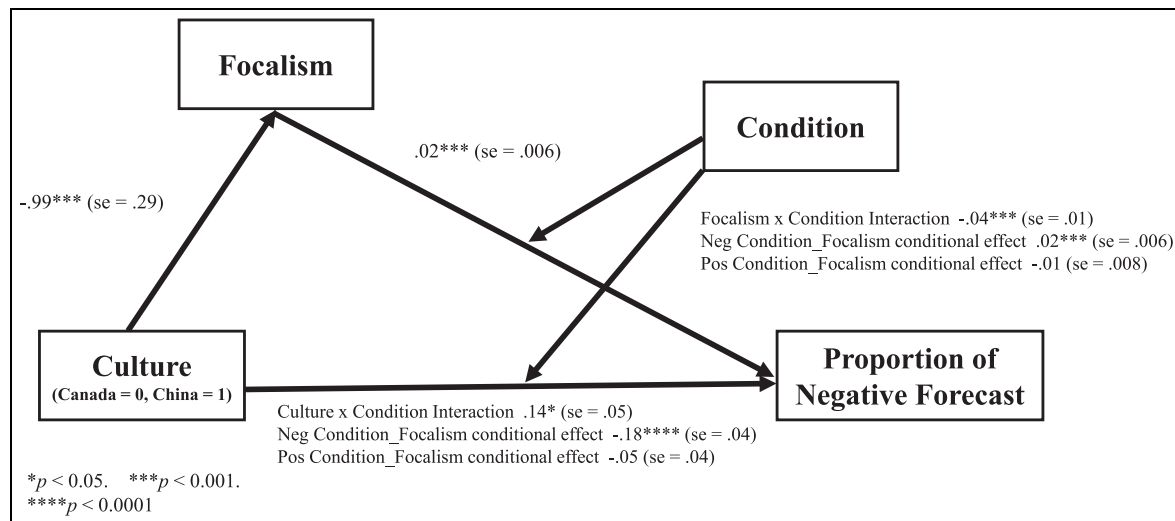 Focalism
Condition
.02*** (se = .006)
-.99*** (se = .29)
Focalism x Condition Interaction -.04*** (se = .01)
Neg Condition_Focalism conditional effect .02*** (se = .006)
Pos Condition_Focalism conditional effect -.01 (se = .008)
Culture
(Canada = 0, China = 1)
Proportion of
Negative Forecast
Culture x Condition Interaction .14* (se = .05)
Neg Condition_Focalism conditional effect -.18**** (se = .04)
Pos Condition_Focalism conditional effect -.05 (se = .04)
*p < 0.05. ***p < 0.001.
****p < 0.0001